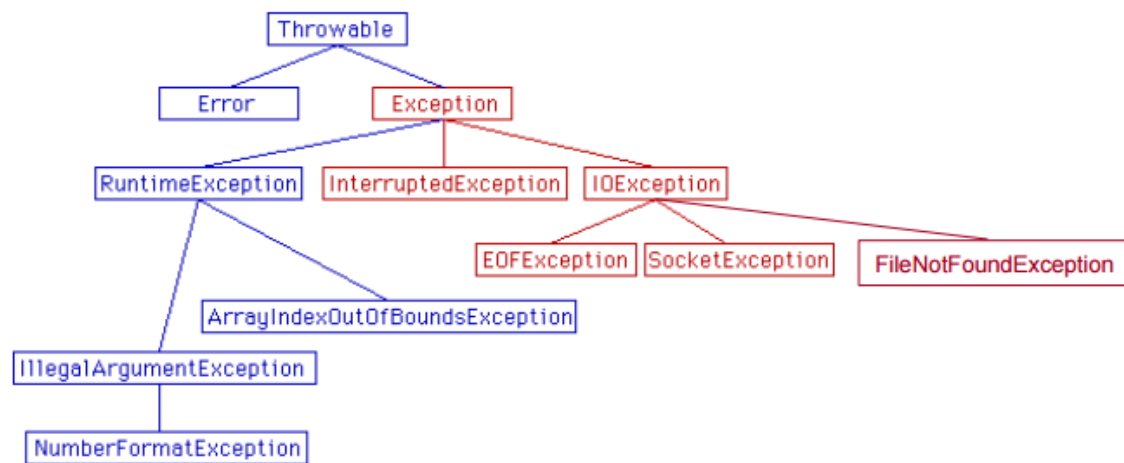 Throwable
Error
Exception
RuntimeException
InterruptedException
IOException
EOFException
SocketException
FileNotFoundException
ArrayIndexOutOfBoundsException
IllegalArgumentException
NumberFormatException